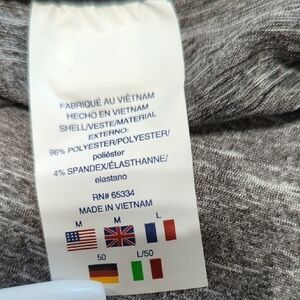 FABRIQUÉ AU VIÊTNAM
HECHO EN VIETNAM
SHELL/VESTE/MATERIAL
EXTERNO:
96% POLYESTER/POLYESTER/
poliéster
4% SPANDEX/ÉLASTHANNE/
elastano
RN# 65334
MADE IN VIETNAM
M M L
50 L/50